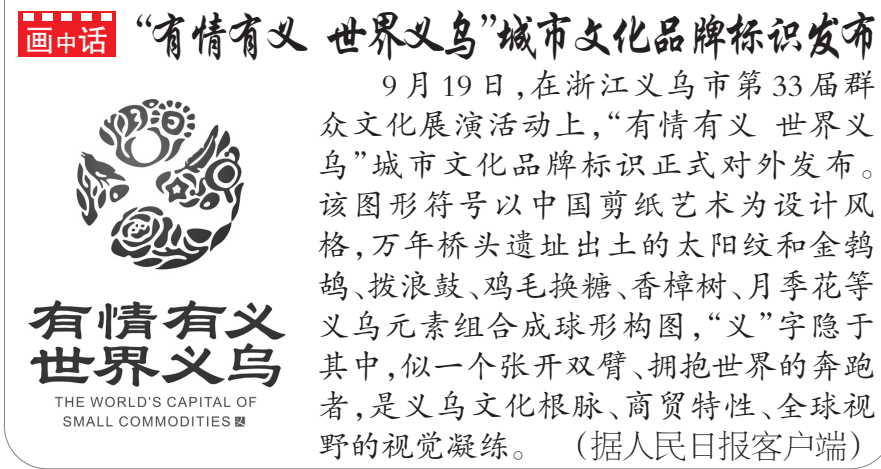 画中话
“有情有义 世界义乌”城市文化品牌标识发布
9月19日，在浙江义乌市第33届群
众文化展演活动上，“有情有义 世界义
乌”城市文化品牌标识正式对外发布。
该图形符号以中国剪纸艺术为设计风
格，万年桥头遗址出土的太阳纹和金鹁
鸪、拨浪鼓、鸡毛换糖、香樟树、月季花等
义乌元素组合成球形构图，“义”字隐于
其中，似一个张开双臂、拥抱世界的奔跑
者，是义乌文化根脉、商贸特性、全球视
野的视觉凝练。 （据人民日报客户端）
有情有义
世界义乌
THE WORLD'S CAPITAL OF
SMALL COMMODITIES